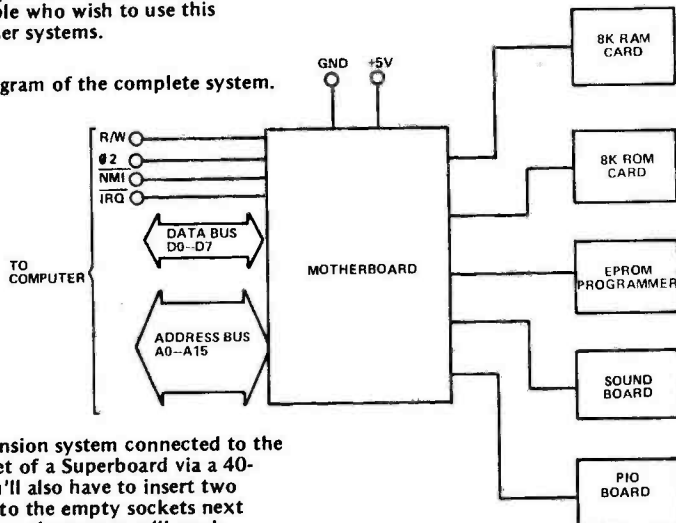 ple who wish to use this
er systems.
gram of the complete system.
GND +5V
R/W
Ø2
NMI
IRQ
DATA BUS
D0--D7
TO
COMPUTER
MOTHERBOARD
ADDRESS BUS
A0--A15
8K RAM
CARD
8K ROM
CARD
EPROM
PROGRAMMER
SOUND
BOARD
PIO
BOARD
nsion system connected to the
et of a Superboard via a 40-
u'll also have to insert two
to the empty sockets next